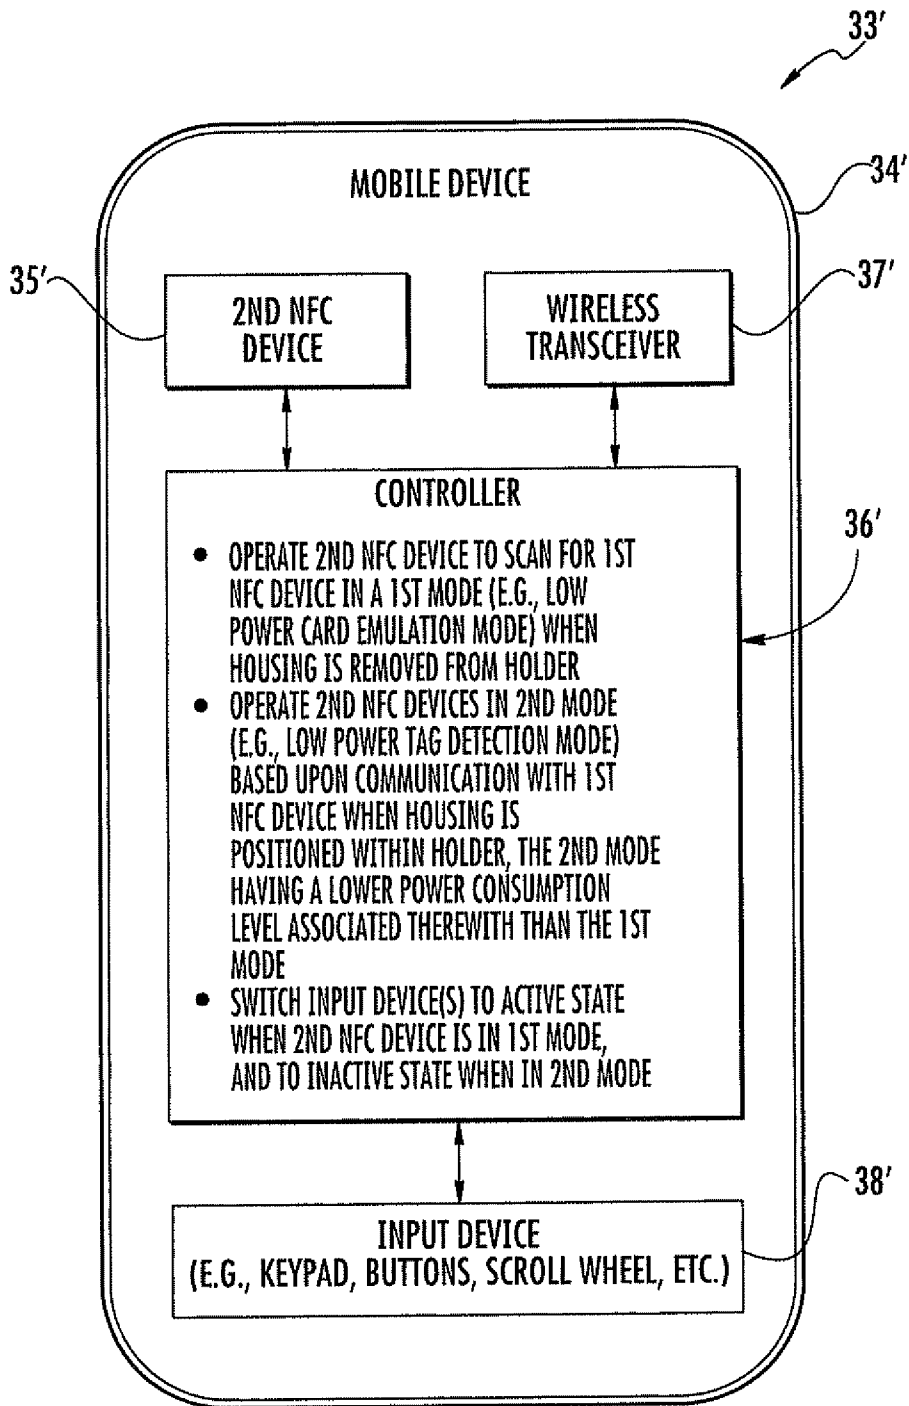 33'
MOBILE DEVICE
34'
35'
37'
2ND NFC
DEVICE
WIRELESS
TRANSCEIVER
CONTROLLER
36'
● OPERATE 2ND NFC DEVICE TO SCAN FOR 1ST
NFC DEVICE IN A 1ST MODE (E.G., LOW
POWER CARD EMULATION MODE) WHEN
HOUSING IS REMOVED FROM HOLDER
● OPERATE 2ND NFC DEVICES IN 2ND MODE
(E.G., LOW POWER TAG DETECTION MODE)
BASED UPON COMMUNICATION WITH 1ST
NFC DEVICE WHEN HOUSING IS
POSITIONED WITHIN HOLDER, THE 2ND MODE
HAVING A LOWER POWER CONSUMPTION
LEVEL ASSOCIATED THEREWITH THAN THE 1ST
MODE
● SWITCH INPUT DEVICE(S) TO ACTIVE STATE
WHEN 2ND NFC DEVICE IS IN 1ST MODE,
AND TO INACTIVE STATE WHEN IN 2ND MODE
38'
INPUT DEVICE
(E.G., KEYPAD, BUTTONS, SCROLL WHEEL, ETC.)